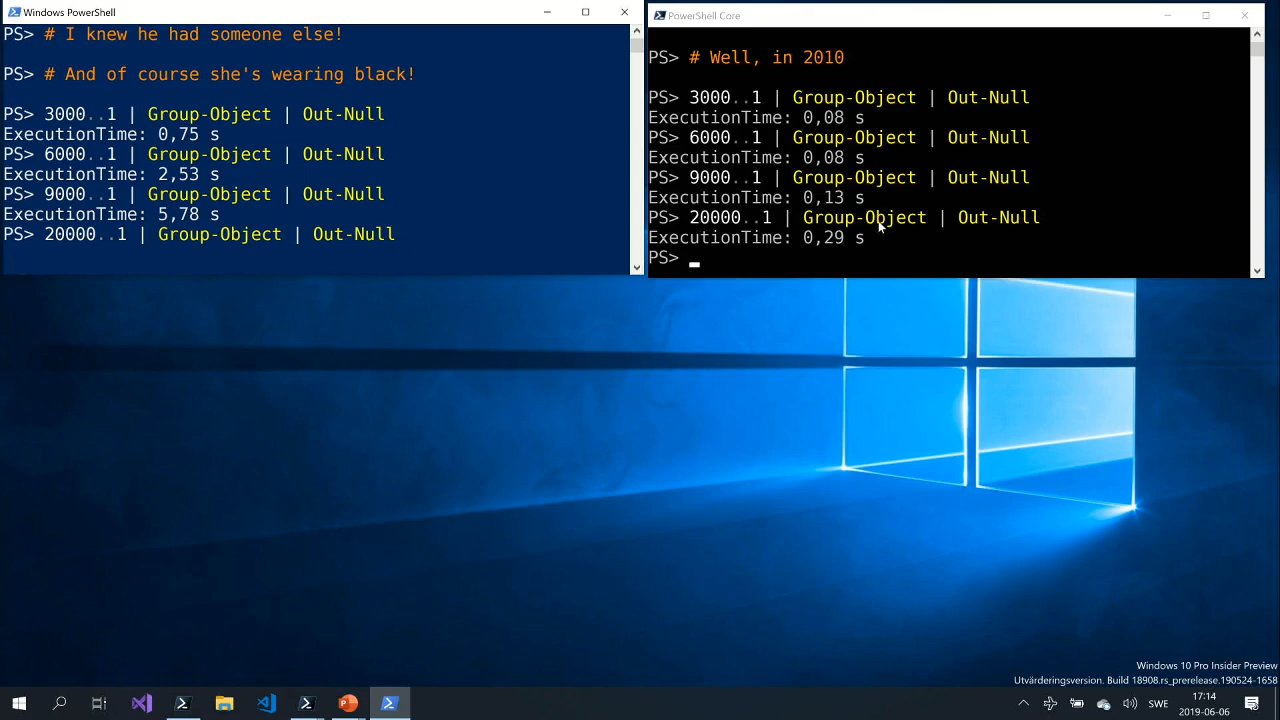 Windows PowerShell
PS> # I knew he had someone else!
PS> # And of course she's wearing black!
PS> 3000..1 | Group-Object | Out-Null
ExecutionTime: 0,75 s
PS> 6000..1 | Group-Object | Out-Null
ExecutionTime: 2,53 s
PS> 9000..1 | Group-Object | Out-Null
ExecutionTime: 5,78 s
PS> 20000..1 | Group-Object | Out-Null
PowerShell Core
PS> # Well, in 2010
PS> 3000..1 | Group-Object | Out-Null
ExecutionTime: 0,08 s
PS> 6000..1 | Group-Object | Out-Null
ExecutionTime: 0,08 s
PS> 9000..1 | Group-Object | Out-Null
ExecutionTime: 0,13 s
PS> 20000..1 | Group-Object | Out-Null
ExecutionTime: 0,29 s
PS>
Windows 10 Pro Insider Preview
Utvärderingsversion. Build 18908.rs_prerelease.190524-1658
SWE
17:14
2019-06-06